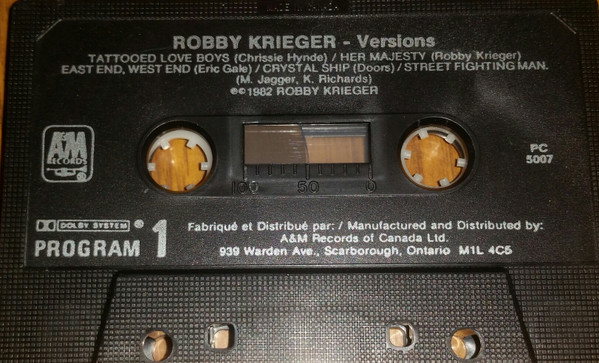 MADE IN CANADA
ROBBY KRIEGER - Versions
TATTOOED LOVE BOYS (Chrissie Hynde) / HER MAJESTY (Robby Krieger)
EAST END, WEST END (Eric Gale) / CRYSTAL SHIP (Doors) / STREET FIGHTING MAN.
(M. Jagger, K. Richards)
℗©1982 ROBBY KRIEGER
A&M
RECORDS
PC
5007
100 50 0
DOLBY SYSTEM ®
PROGRAM 1
Fabriqué et Distribué par: / Manufactured and Distributed by:
A&M Records of Canada Ltd.
939 Warden Ave., Scarborough, Ontario M1L 4C5